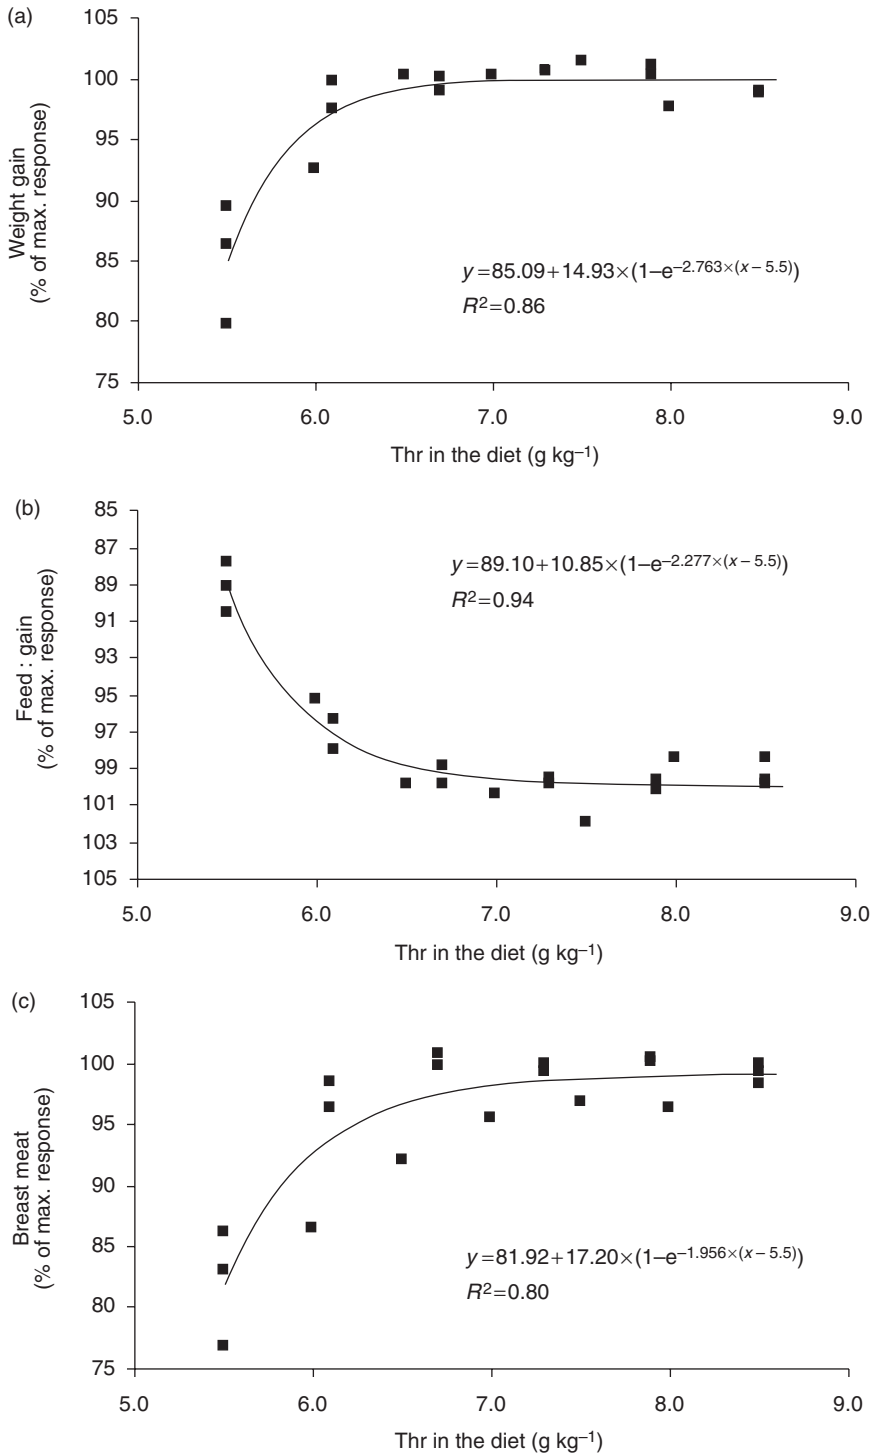 (a)
105
100
95
90
85
80
75
Weight gain
(% of max. response)
y=85.09+14.93×(1–e–2.763×(x – 5.5))
R2=0.86
5.0 6.0 7.0 8.0 9.0
Thr in the diet (g kg–1)
(b)
85
87
89
91
93
95
97
99
101
103
105
Feed : gain
(% of max. response)
y=89.10+10.85×(1–e–2.277×(x – 5.5))
R2=0.94
5.0 6.0 7.0 8.0 9.0
Thr in the diet (g kg–1)
(c)
105
100
95
90
85
80
75
Breast meat
(% of max. response)
y=81.92+17.20×(1–e–1.956×(x – 5.5))
R2=0.80
5.0 6.0 7.0 8.0 9.0
Thr in the diet (g kg–1)